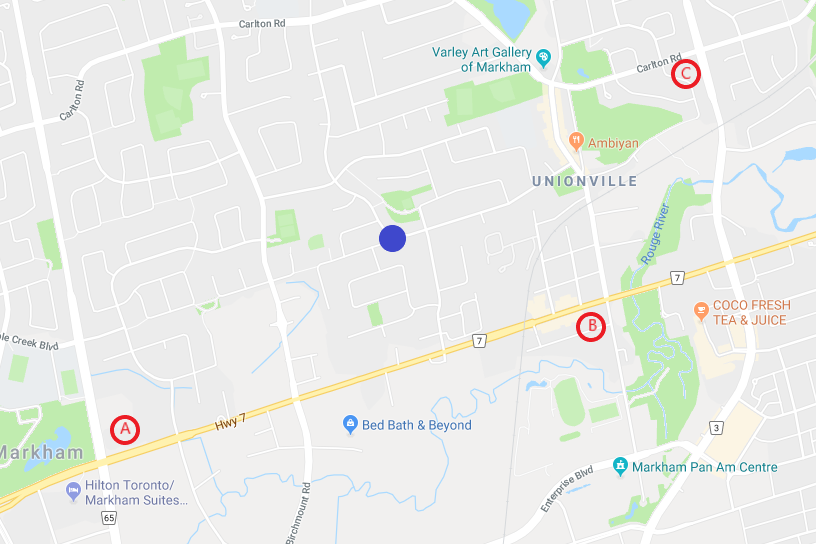 Carlton Rd
Varley Art Gallery
of Markham
Carlton Rd
C
Carlton Rd
Ambiyan
UNIONVILLE
Rouge River
7
COCO FRESH
TEA & JUICE
B
7
ple Creek Blvd
Hwy 7
A
Bed Bath & Beyond
3
Markham
Markham Pan Am Centre
Enterprise Blvd
Hilton Toronto/
Markham Suites...
65
Birchmount Rd